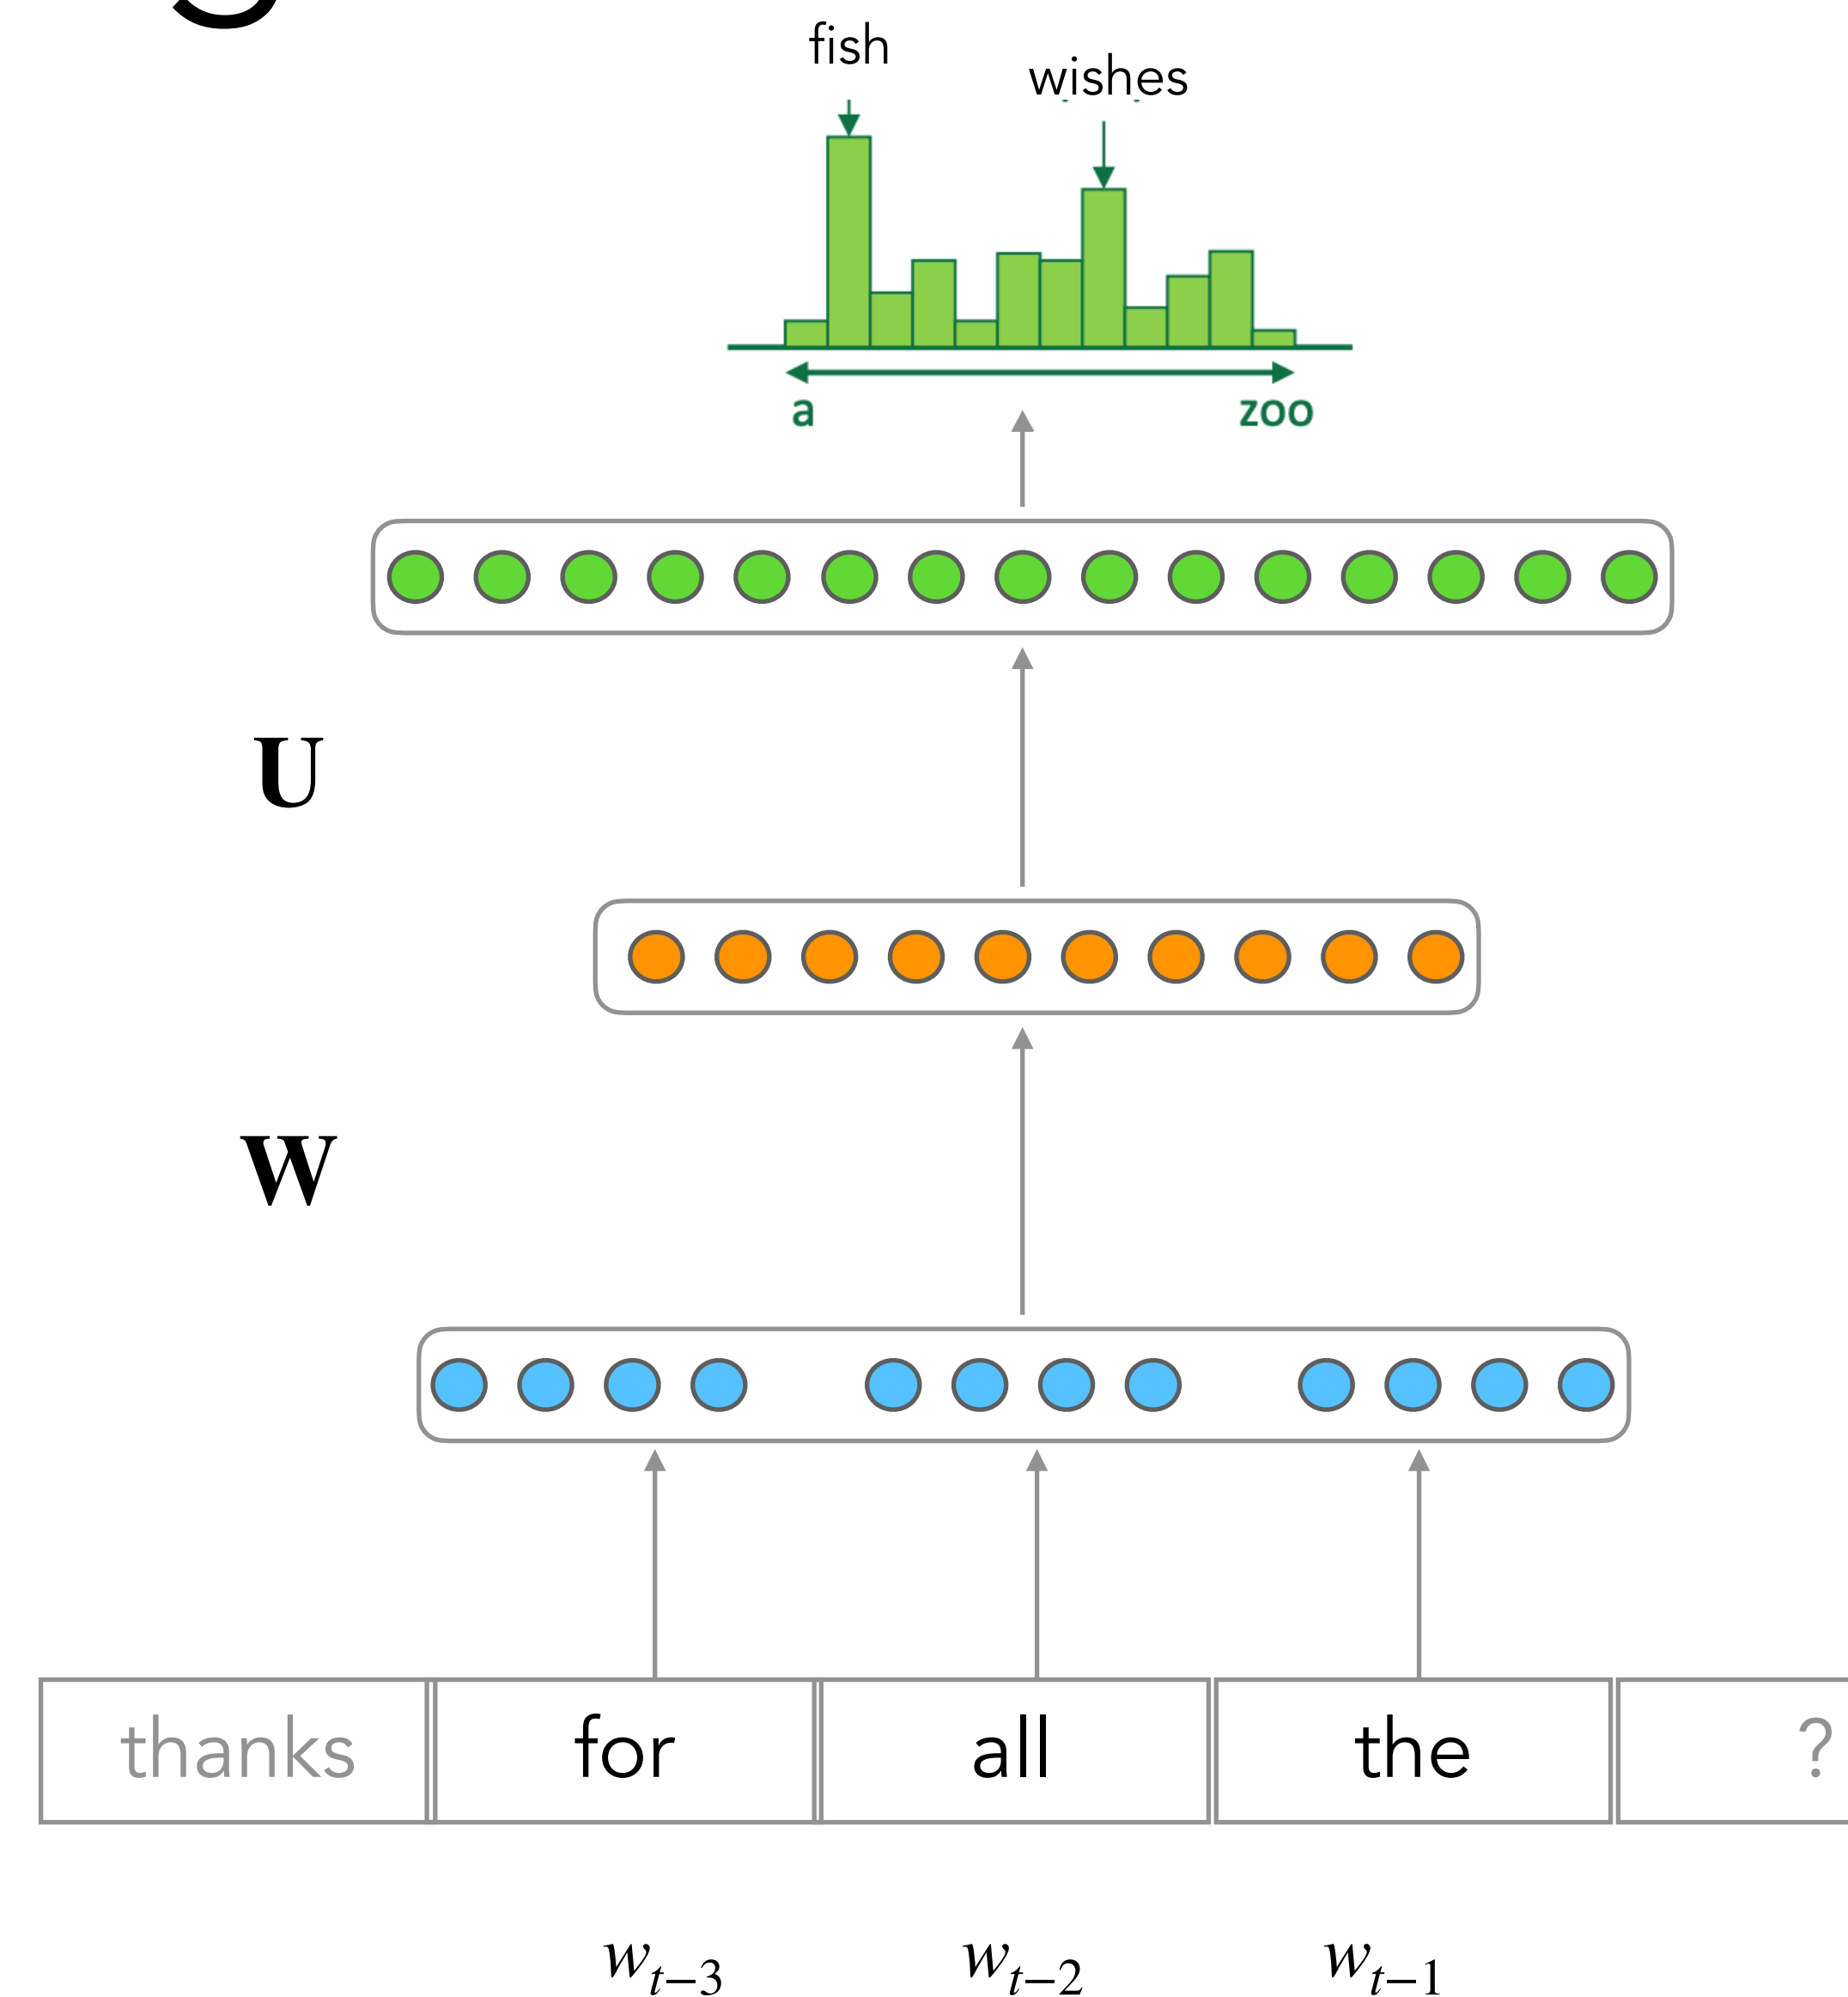 fish
wishes
a zoo
U
W
thanks for all the ?
w_{t−3} w_{t−2} w_{t−1}